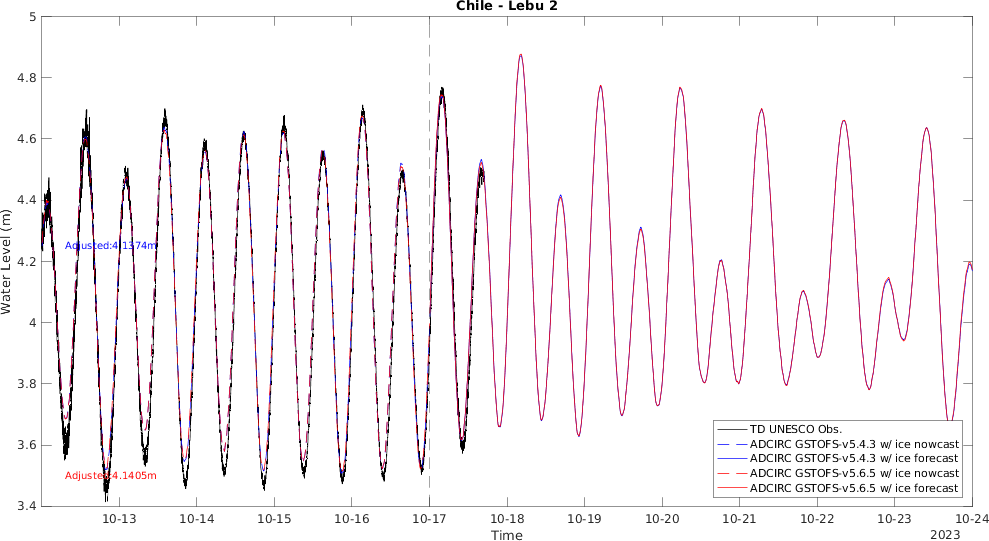 Chile - Lebu 2
5
4.8
4.6
4.4
4.2
4
3.8
3.6
3.4
Water Level (m)
Adjusted:4.1374m
Adjusted:4.1405m
TD UNESCO Obs.
ADCIRC GSTOFS-v5.4.3 w/ ice nowcast
ADCIRC GSTOFS-v5.4.3 w/ ice forecast
ADCIRC GSTOFS-v5.6.5 w/ ice nowcast
ADCIRC GSTOFS-v5.6.5 w/ ice forecast
10-13 10-14 10-15 10-16 10-17 10-18 10-19 10-20 10-21 10-22 10-23 10-24
Time
2023